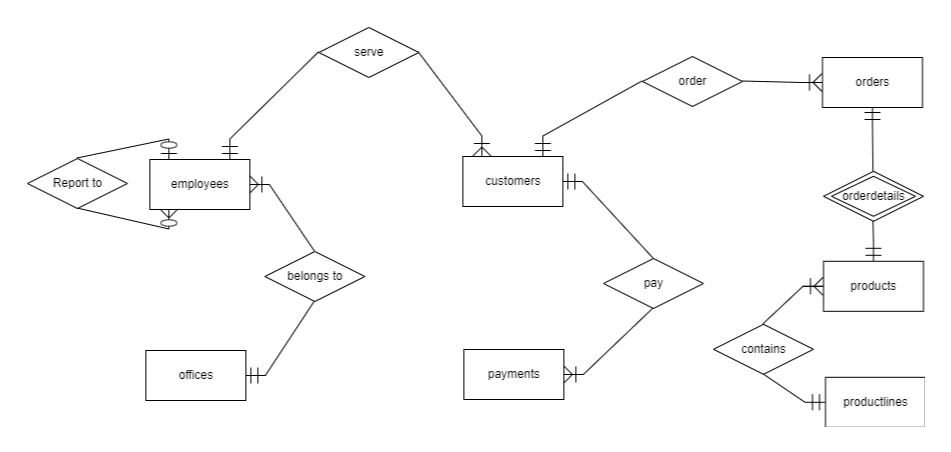 serve
order
orders
Report to
employees
customers
orderdetails
belongs to
pay
products
contains
offices
payments
productlines